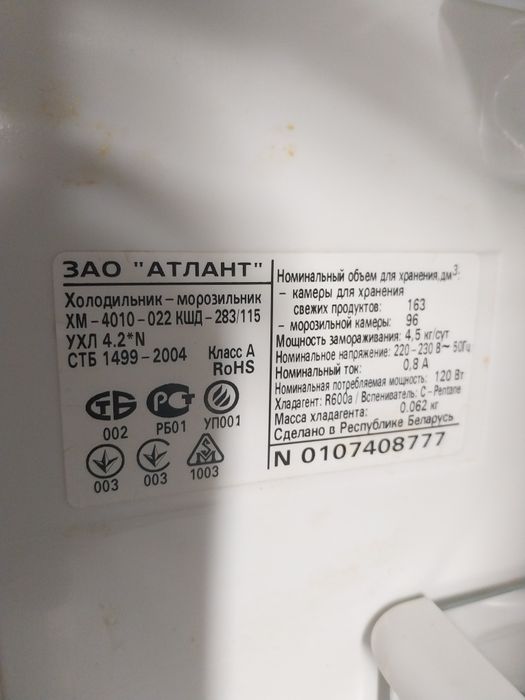 ЗАО "АТЛАНТ"
Холодильник – морозильник
ХМ – 4010 – 022 КШД – 283/115
УХЛ 4.2*N
СТБ 1499 – 2004 Класс А
RoHS
СТБ РСТ
002 РБ01 УП001
003 003 1003
Номинальный объем для хранения, дм³:
– камеры для хранения
свежих продуктов: 163
– морозильной камеры: 96
Мощность замораживания: 4,5 кг/сут
Номинальное напряжение: 220 – 230 В ~ 50Гц
Номинальный ток: 0,8 А
Номинальная потребляемая мощность: 120 Вт
Хладагент: R600a / Вспениватель: C – Pentane
Масса хладагента: 0.062 кг
Сделано в Республике Беларусь
N 0107408777